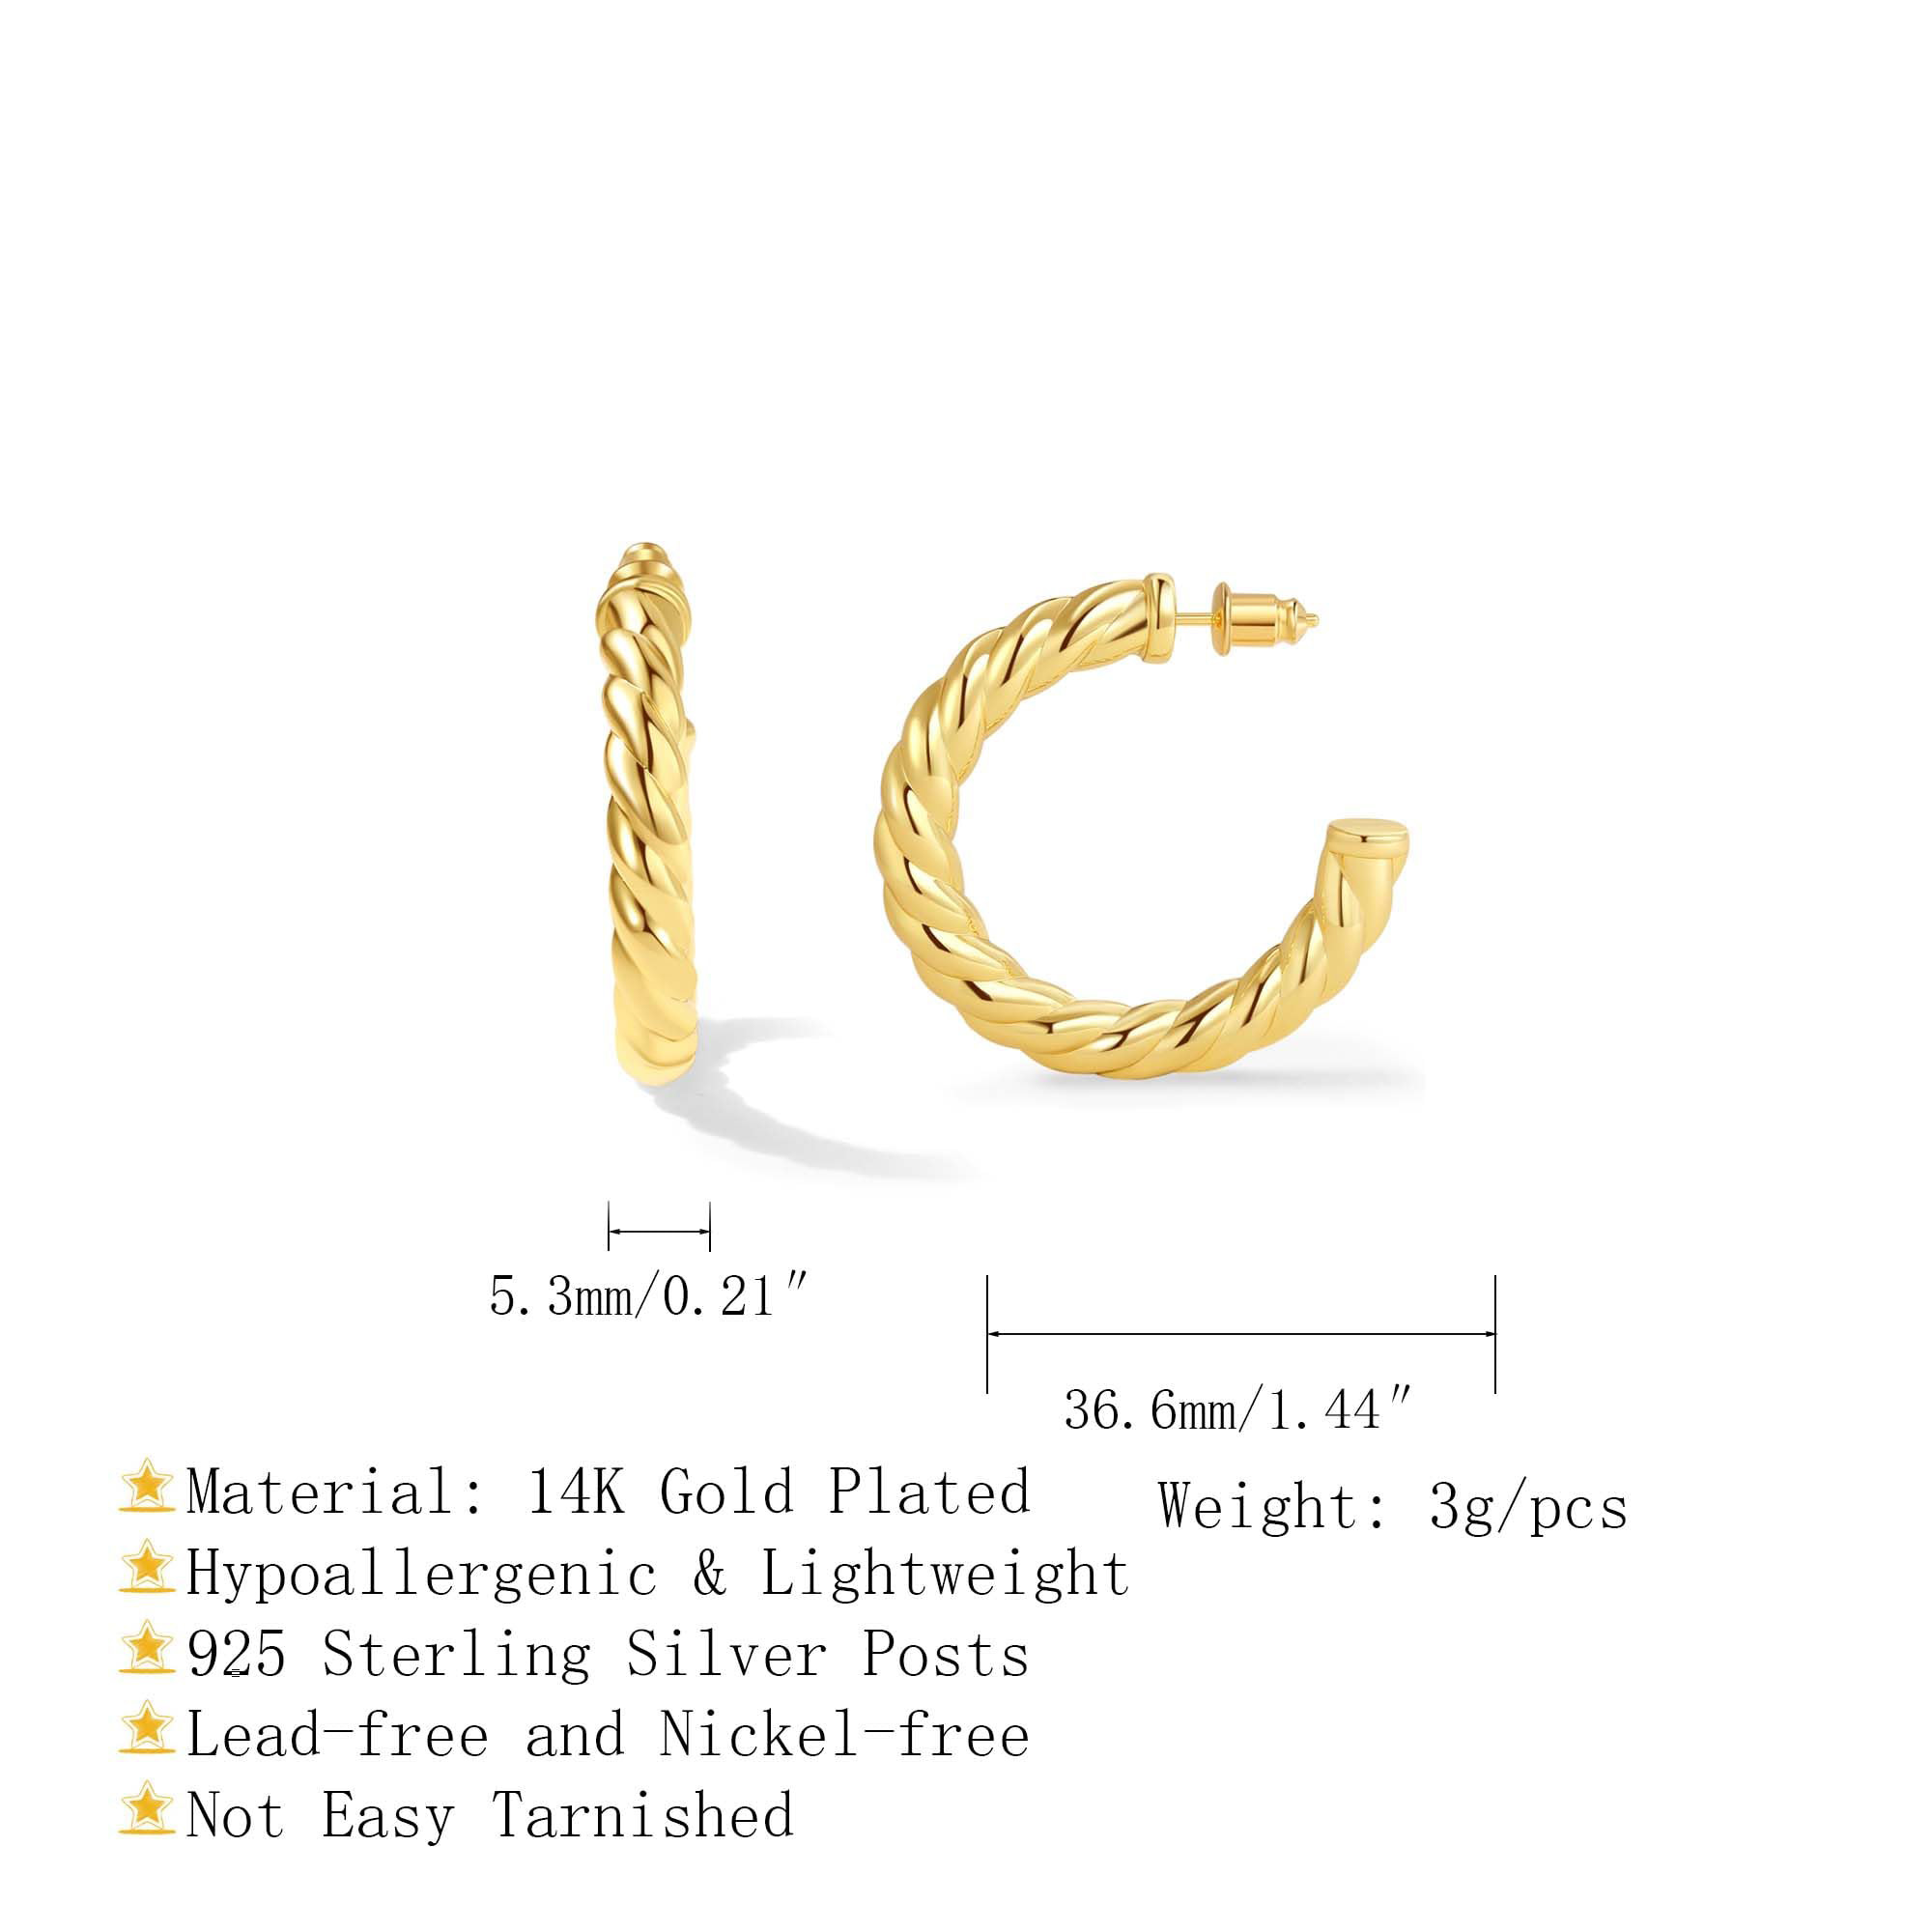 5.3mm/0.21″
36.6mm/1.44″
Material: 14K Gold Plated
Weight: 3g/pcs
Hypoallergenic & Lightweight
925 Sterling Silver Posts
Lead-free and Nickel-free
Not Easy Tarnished